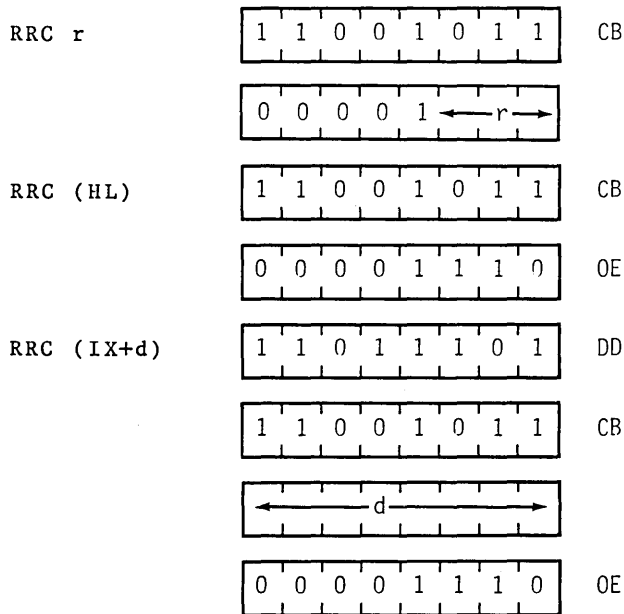 RRC r 1 1 0 0 1 0 1 1 CB
0 0 0 0 1 r
RRC (HL) 1 1 0 0 1 0 1 1 CB
0 0 0 0 1 1 1 0 0E
RRC (IX+d) 1 1 0 1 1 1 0 1 DD
1 1 0 0 1 0 1 1 CB
d
0 0 0 0 1 1 1 0 0E